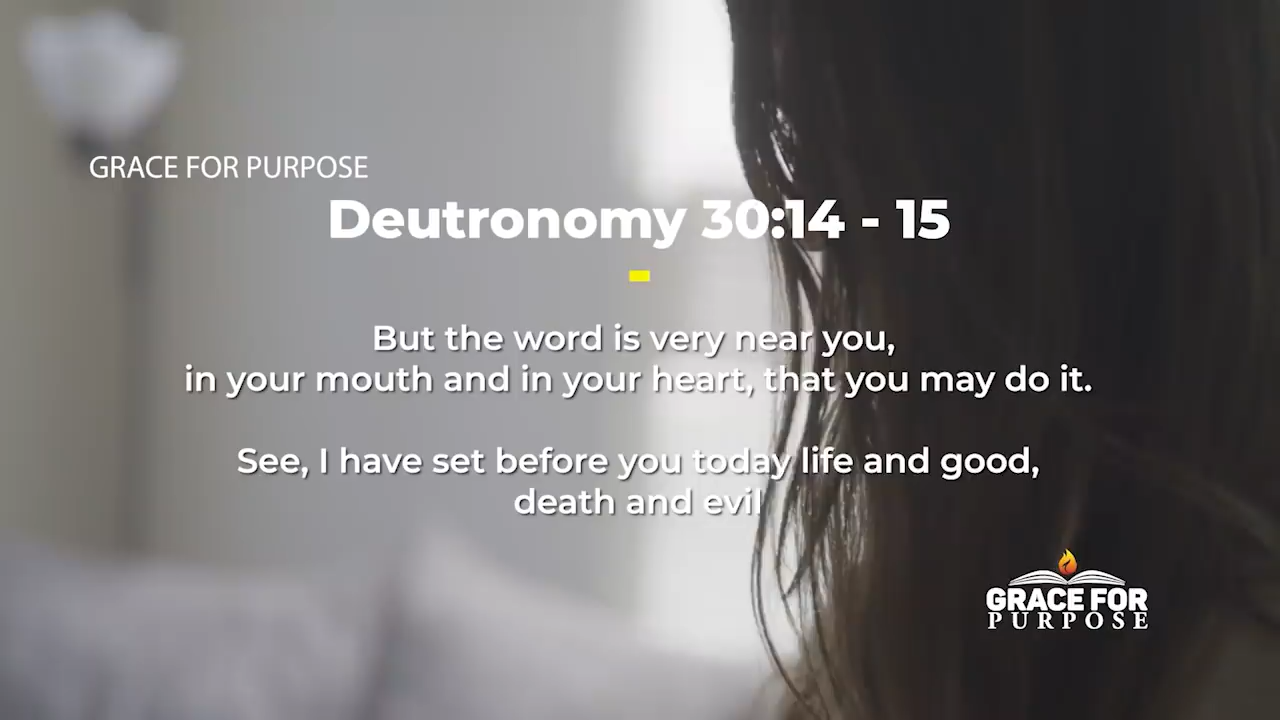 GRACE FOR PURPOSE
Deutronomy 30:14 - 15
But the word is very near you,
in your mouth and in your heart, that you may do it.
See, I have set before you today life and good,
death and evil
GRACE FOR
PURPOSE